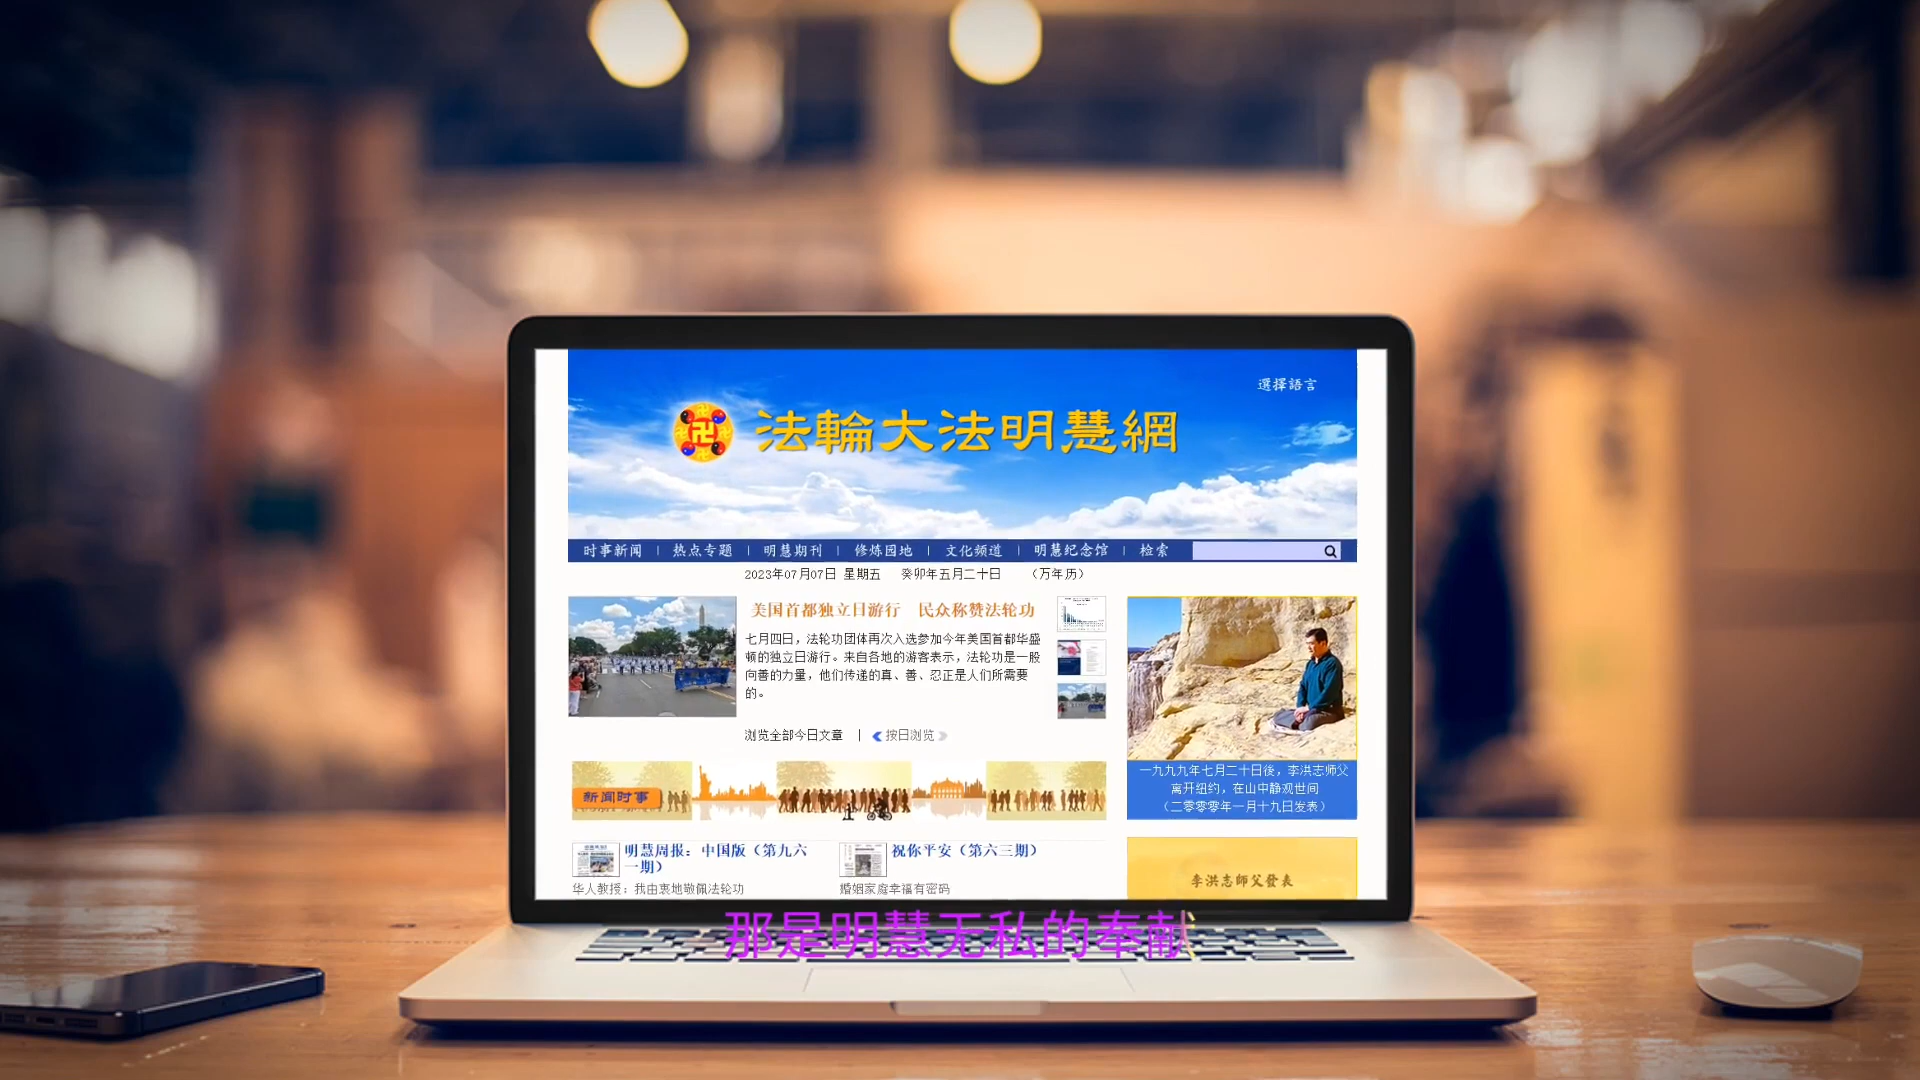 選擇語言
法輪大法明慧網
时事新闻 | 热点专题 | 明慧期刊 | 修炼园地 | 文化频道 | 明慧纪念馆 | 检索
2023年07月07日 星期五 癸卯年五月二十日 （万年历）
美国首都独立日游行 民众称赞法轮功
七月四日，法轮功团体再次入选参加今年美国首都华盛
顿的独立日游行。来自各地的游客表示，法轮功是一股
向善的力量，他们传递的真、善、忍正是人们所需要
的。
浏览全部今日文章 | 按日浏览
一九九九年七月二十日後，李洪志师父
离开纽约，在山中静观世间
（二零零零年一月十九日发表）
新闻时事
明慧周报：中国版（第九六
一期）
华人教授：我由衷地敬佩法轮功
祝你平安（第六三期）
婚姻家庭幸福有密码
李洪志師父發表
那是明慧无私的奉献